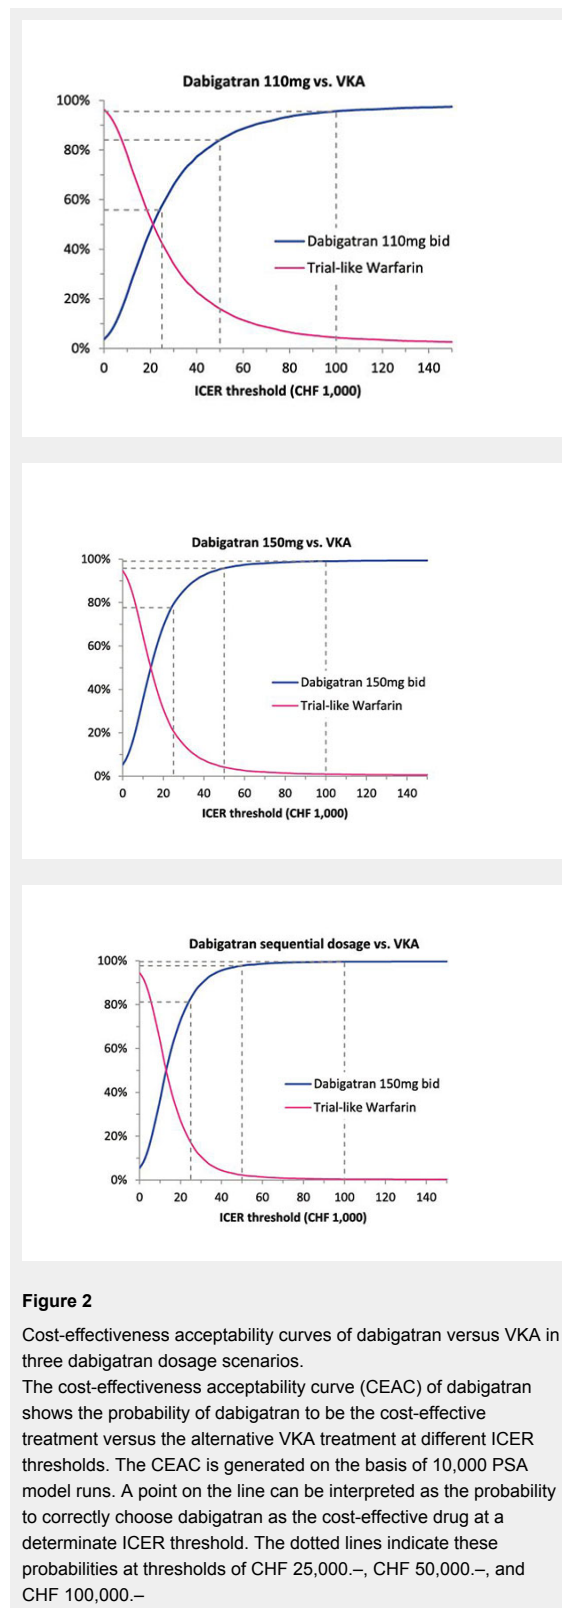 Dabigatran 110mg vs. VKA
100%
80%
60%
40%
20%
0%
Dabigatran 110mg bid
Trial-like Warfarin
0 20 40 60 80 100 120 140
ICER threshold (CHF 1,000)
Dabigatran 150mg vs. VKA
100%
80%
60%
40%
20%
0%
Dabigatran 150mg bid
Trial-like Warfarin
0 20 40 60 80 100 120 140
ICER threshold (CHF 1,000)
Dabigatran sequential dosage vs. VKA
100%
80%
60%
40%
20%
0%
Dabigatran 150mg bid
Trial-like Warfarin
0 20 40 60 80 100 120 140
ICER threshold (CHF 1,000)
Figure 2
Cost-effectiveness acceptability curves of dabigatran versus VKA in
three dabigatran dosage scenarios.
The cost-effectiveness acceptability curve (CEAC) of dabigatran
shows the probability of dabigatran to be the cost-effective
treatment versus the alternative VKA treatment at different ICER
thresholds. The CEAC is generated on the basis of 10,000 PSA
model runs. A point on the line can be interpreted as the probability
to correctly choose dabigatran as the cost-effective drug at a
determinate ICER threshold. The dotted lines indicate these
probabilities at thresholds of CHF 25,000.–, CHF 50,000.–, and
CHF 100,000.–